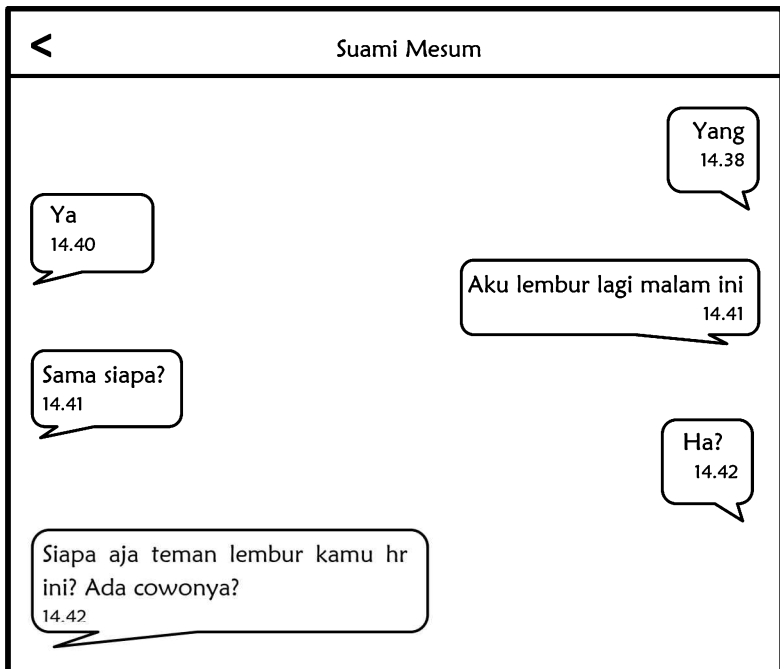 <
Suami Mesum
Yang
14.38
Ya
14.40
Aku lembur lagi malam ini
14.41
Sama siapa?
14.41
Ha?
14.42
Siapa aja teman lembur kamu hr
ini? Ada cowonya?
14.42